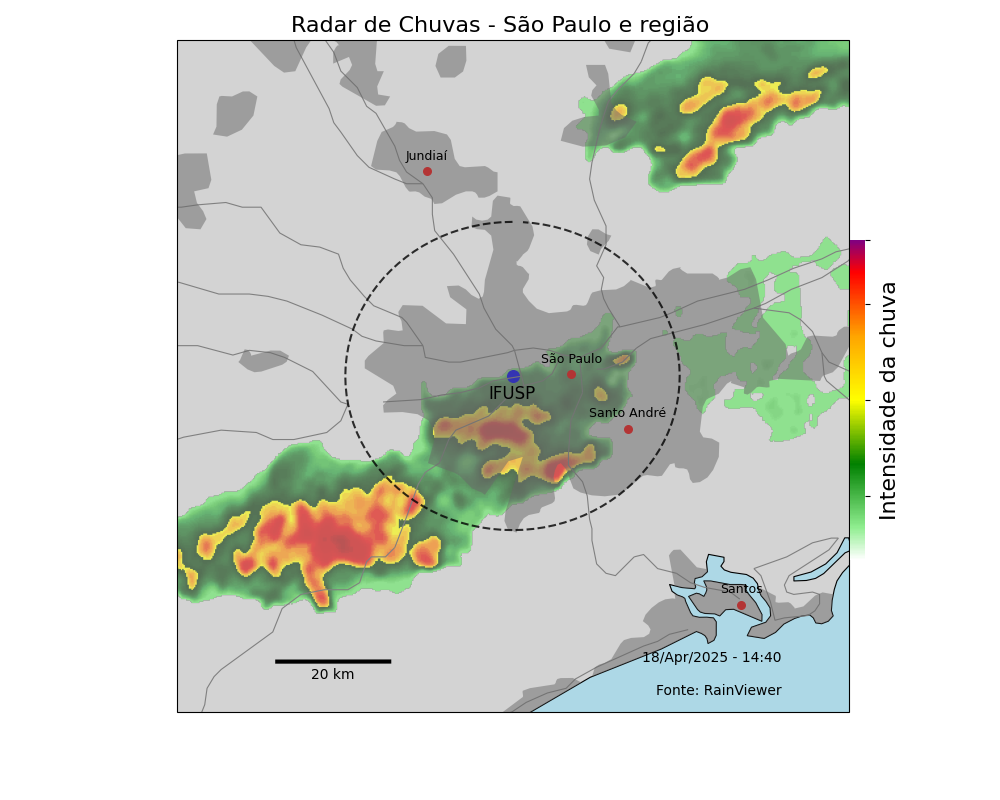 Radar de Chuvas - São Paulo e região
Jundiaí
São Paulo
IFUSP
Santo André
Intensidade da chuva
Santos
18/Apr/2025 - 14:40
20 km
Fonte: RainViewer